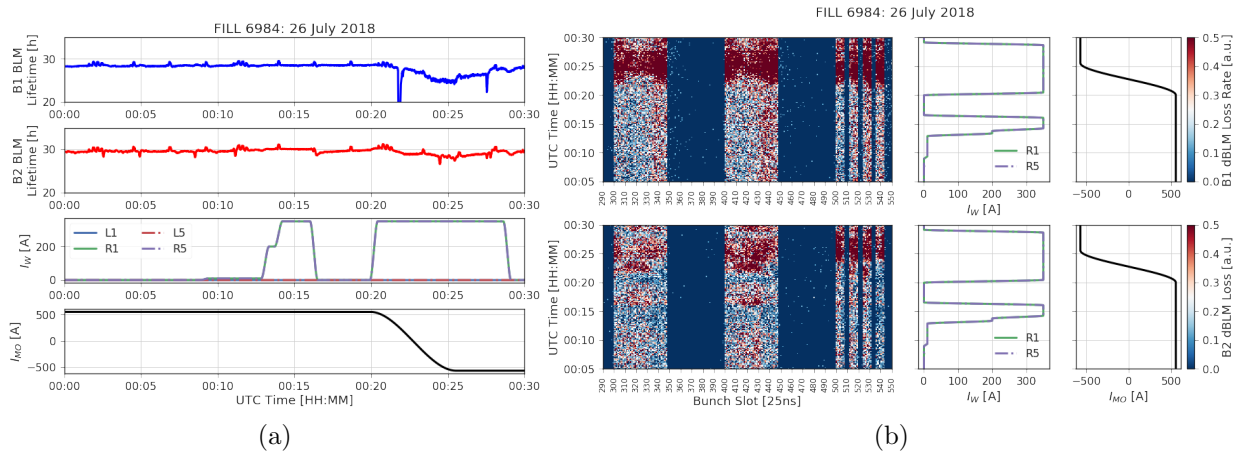 FILL 6984: 26 July 2018
B1 BLM
Lifetime [h]
30
20
00:00 00:05 00:10 00:15 00:20 00:25 00:30
B2 BLM
Lifetime [h]
30
20
00:00 00:05 00:10 00:15 00:20 00:25 00:30
I_W [A]
200
0
L1 L5
R1 R5
00:00 00:05 00:10 00:15 00:20 00:25 00:30
I_MO [A]
500
0
−500
00:00 00:05 00:10 00:15 00:20 00:25 00:30
UTC Time [HH:MM]
(a)
FILL 6984: 26 July 2018
UTC Time [HH:MM]
00:30
00:25
00:20
00:15
00:10
00:05
290 300 310 320 330 340 350 360 370 380 390 400 410 420 430 440 450 460 470 480 490 500 510 520 530 540 550
R1
R5
0 100 200 300
I_W [A]
−500 0 500
0.5
0.4
0.3
0.2
0.1
0.0
B1 dBLM Loss Rate [a.u.]
UTC Time [HH:MM]
00:30
00:25
00:20
00:15
00:10
00:05
290 300 310 320 330 340 350 360 370 380 390 400 410 420 430 440 450 460 470 480 490 500 510 520 530 540 550
Bunch Slot [25ns]
R1
R5
0 100 200 300
I_W [A]
−500 0 500
I_MO [A]
0.5
0.4
0.3
0.2
0.1
0.0
B2 dBLM Loss [a.u.]
(b)